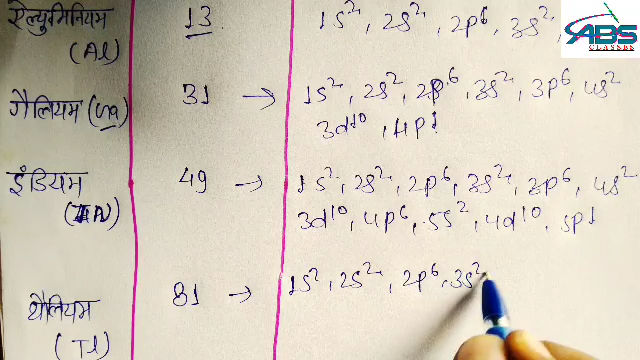 ABS
CLASSES
ऐल्युमिनियम 13 1s², 2s², 2p⁶, 3s²,
(Al)
गैलियम (Ga) 31 → 1s², 2s², 2p⁶, 3s², 3p⁶, 4s²
3d¹⁰, 4p1
इंडियम 49 → 1s², 2s², 2p⁶, 3s², 3p⁶, 4s²
(IN) 3d¹⁰, 4p⁶, 5s², 4d¹⁰, 5p1
थैलियम 81 → 1s², 2s², 2p⁶, 3s²
(Tl)